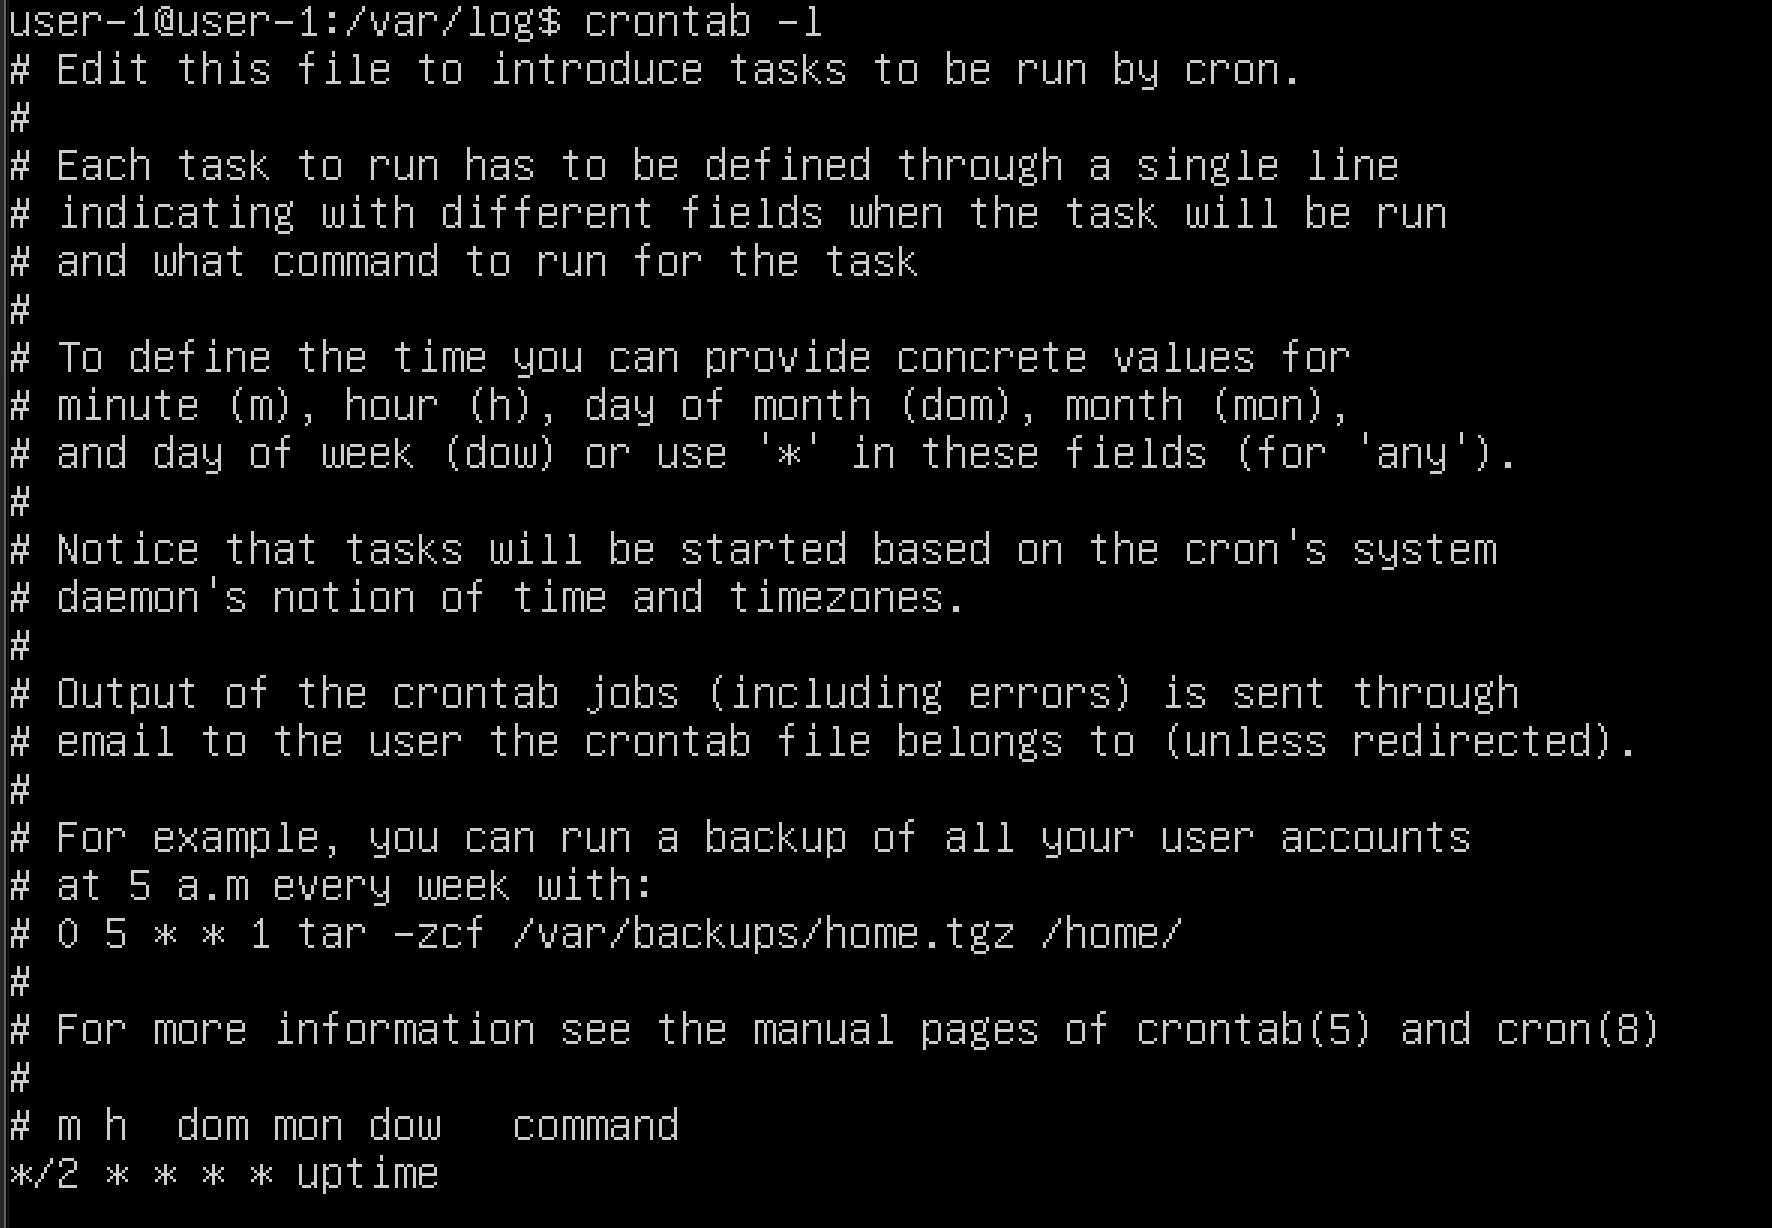 user-1@user-1:/var/log$ crontab -l
# Edit this file to introduce tasks to be run by cron.
#
# Each task to run has to be defined through a single line
# indicating with different fields when the task will be run
# and what command to run for the task
#
# To define the time you can provide concrete values for
# minute (m), hour (h), day of month (dom), month (mon),
# and day of week (dow) or use '*' in these fields (for 'any').
#
# Notice that tasks will be started based on the cron's system
# daemon's notion of time and timezones.
#
# Output of the crontab jobs (including errors) is sent through
# email to the user the crontab file belongs to (unless redirected).
#
# For example, you can run a backup of all your user accounts
# at 5 a.m every week with:
# 0 5 * * 1 tar -zcf /var/backups/home.tgz /home/
#
# For more information see the manual pages of crontab(5) and cron(8)
#
# m h  dom mon dow   command
*/2 * * * * uptime